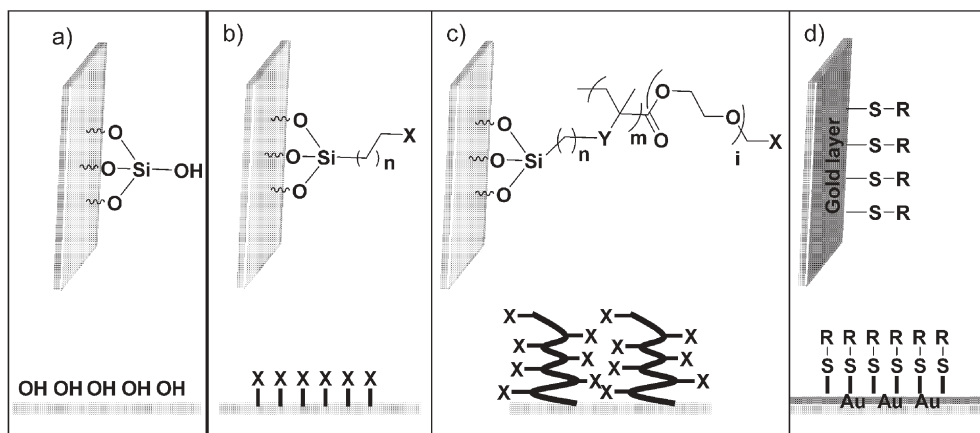 a)
O
O
Si
OH
O
OH OH OH OH OH
b)
O
X
O
Si
n
O
X X X X X X
c)
O
O
Y
m
O
O
Si
n
O
i
X
O
O
X
X
X
X
X
X
X
X
X
X
X
X
X
X
d)
Gold layer
S-R
S-R
S-R
S-R
R R R R R R
S S S S S S
Au Au Au